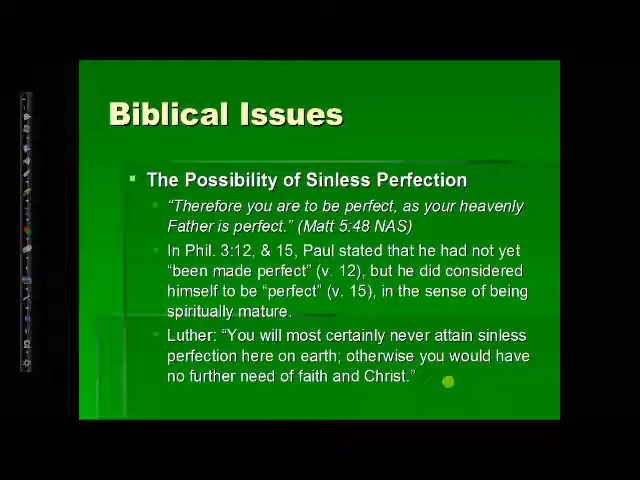 Biblical Issues
The Possibility of Sinless Perfection
“Therefore you are to be perfect, as your heavenly
Father is perfect.” (Matt 5:48 NAS)
In Phil. 3:12, & 15, Paul stated that he had not yet
“been made perfect” (v. 12), but he did considered
himself to be “perfect” (v. 15), in the sense of being
spiritually mature.
Luther: “You will most certainly never attain sinless
perfection here on earth; otherwise you would have
no further need of faith and Christ.”